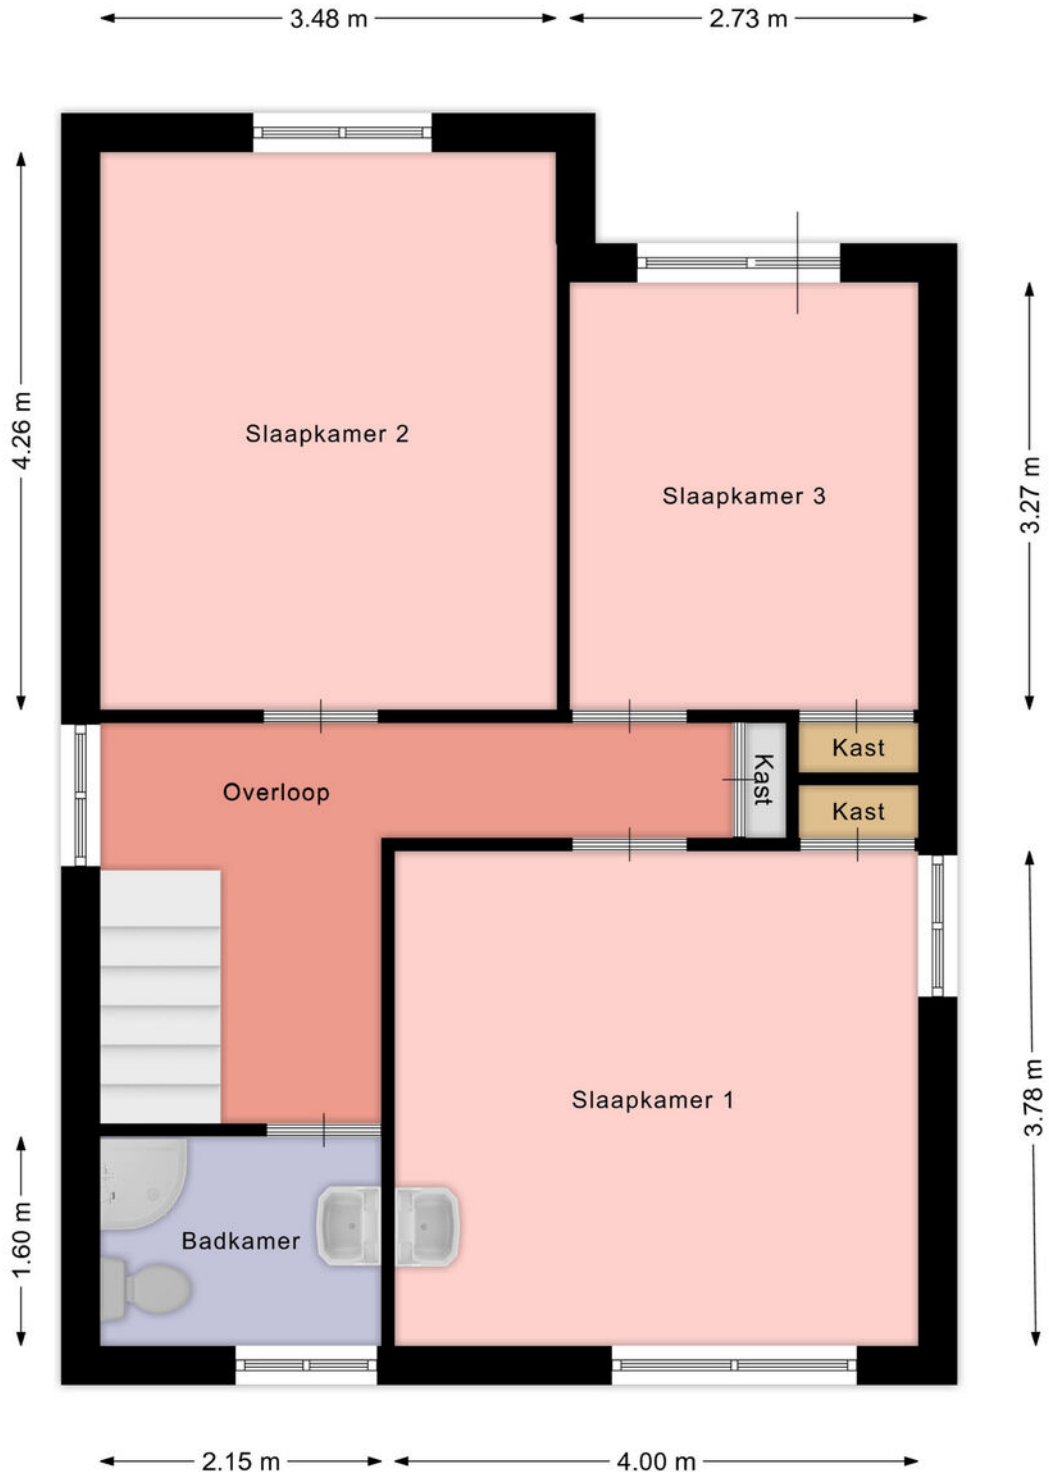 3.48 m
2.73 m
4.26 m
Slaapkamer 2
Slaapkamer 3
3.27 m
Overloop
Kast
Kast
Kast
Slaapkamer 1
3.78 m
1.60 m
Badkamer
2.15 m
4.00 m